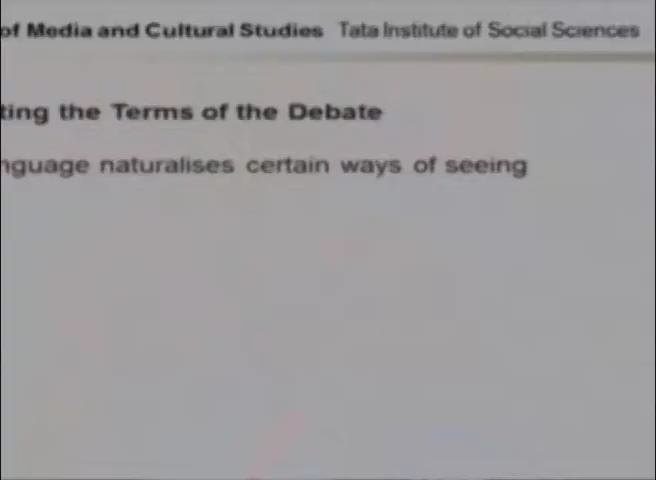 of Media and Cultural Studies Tata Institute of Social Sciences
ting the Terms of the Debate
nguage naturalises certain ways of seeing